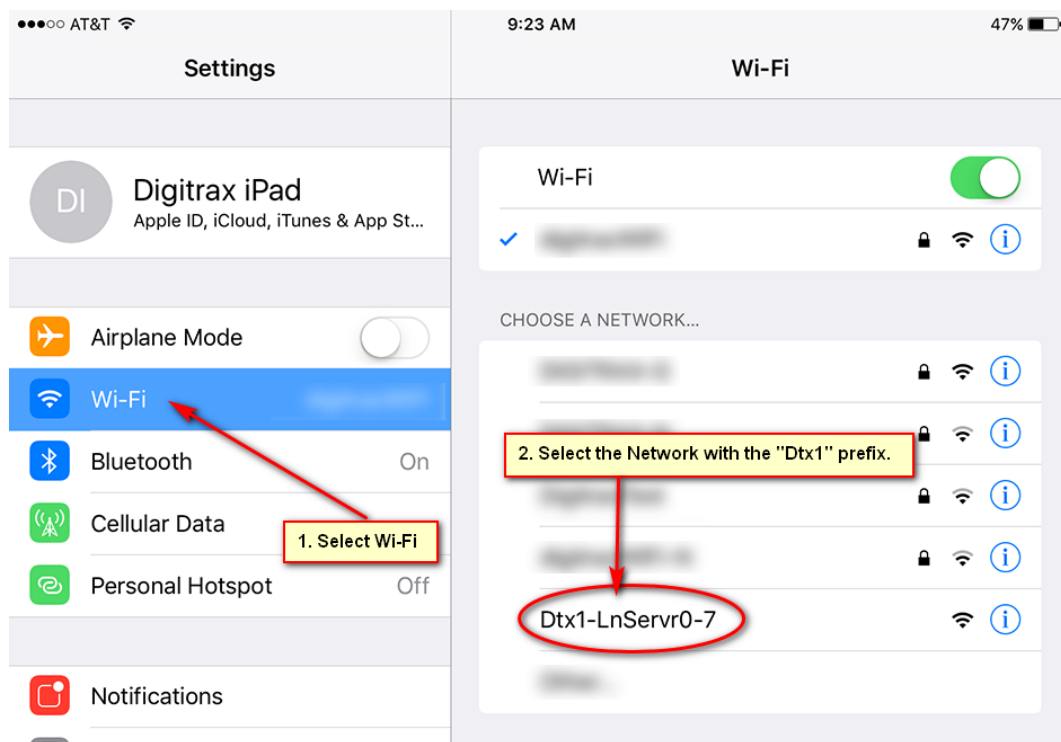 AT&T
9:23 AM
47%
Settings
Wi-Fi
DI
Digitrax iPad
Apple ID, iCloud, iTunes & App St...
Airplane Mode
Wi-Fi
Bluetooth
On
Cellular Data
1. Select Wi-Fi
Personal Hotspot
Off
Notifications
Wi-Fi
CHOOSE A NETWORK...
2. Select the Network with the "Dtx1" prefix.
Dtx1-LnServr0-7